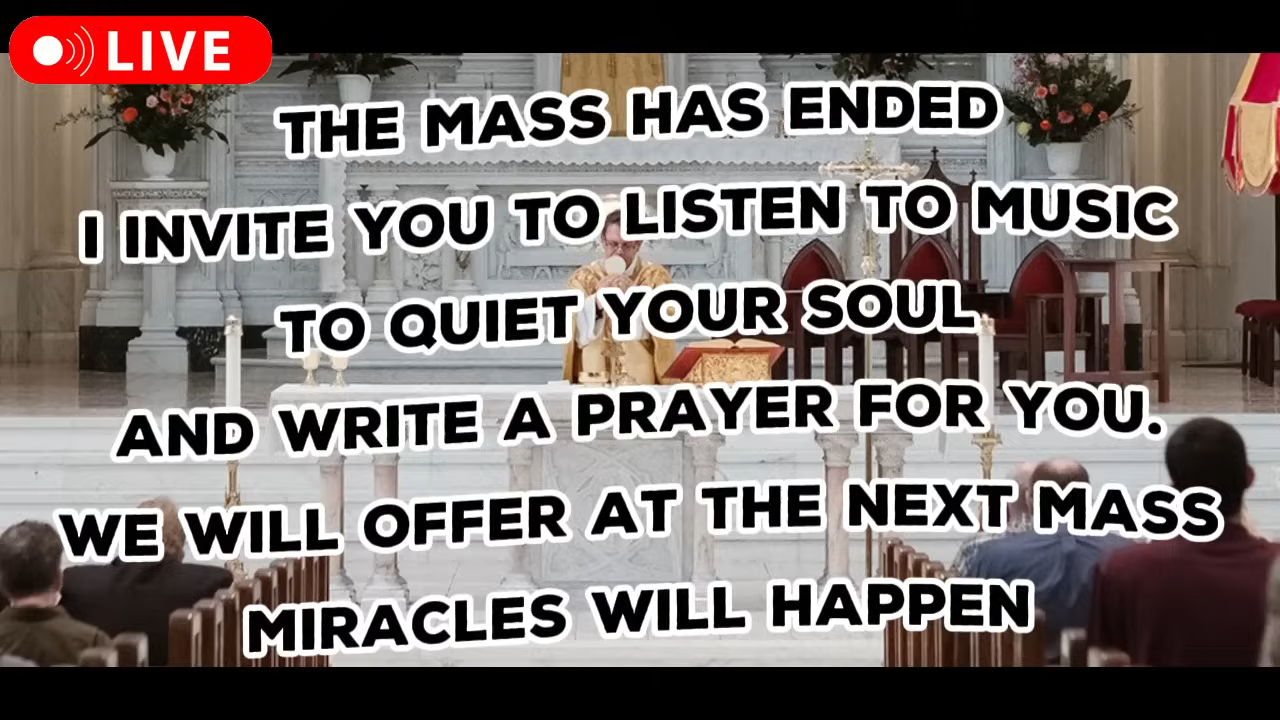 LIVE
THE MASS HAS ENDED
I INVITE YOU TO LISTEN TO MUSIC
TO QUIET YOUR SOUL
AND WRITE A PRAYER FOR YOU.
WE WILL OFFER AT THE NEXT MASS
MIRACLES WILL HAPPEN